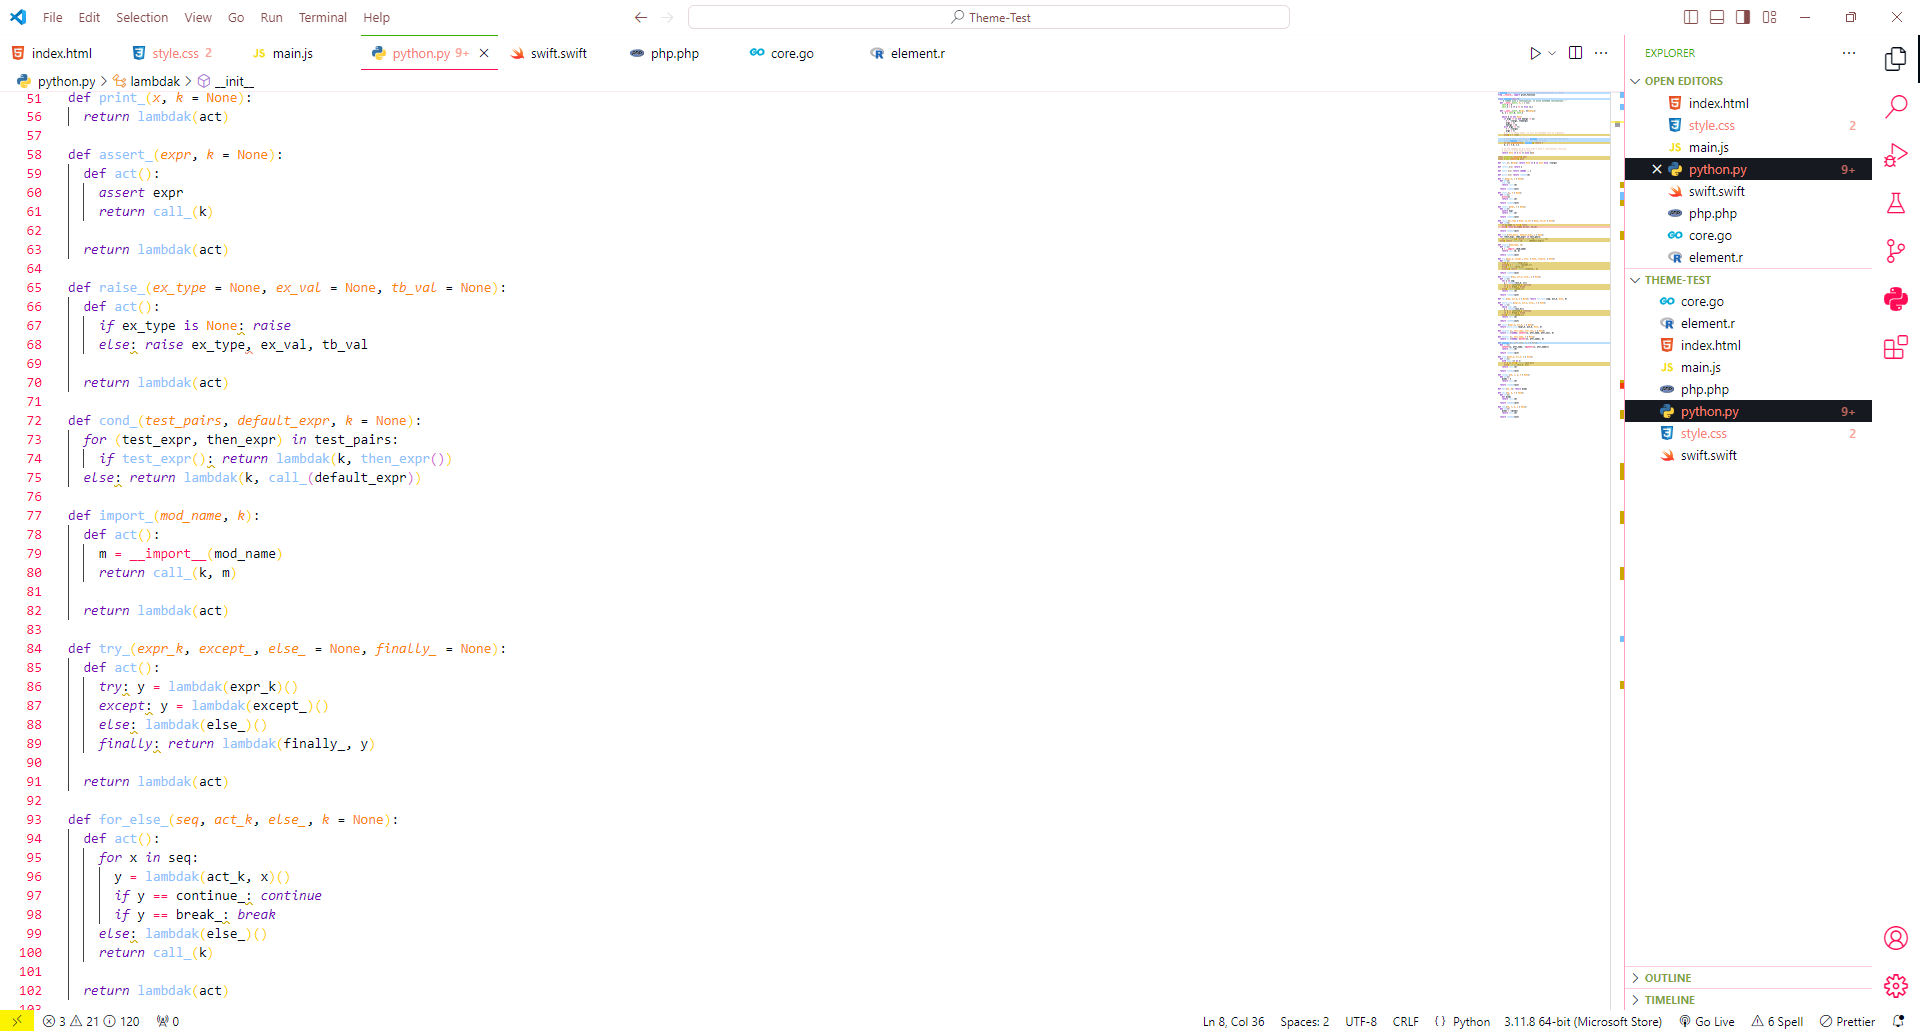 File Edit Selection View Go Run Terminal Help
Theme-Test
index.html style.css 2 JS main.js python.py 9+ swift.swift php.php core.go element.r
python.py > lambdak > __init__
51 def print_(x, k = None):
56 return lambdak(act)
57
58 def assert_(expr, k = None):
59 def act():
60 assert expr
61 return call_(k)
62
63 return lambdak(act)
64
65 def raise_(ex_type = None, ex_val = None, tb_val = None):
66 def act():
67 if ex_type is None: raise
68 else: raise ex_type, ex_val, tb_val
69
70 return lambdak(act)
71
72 def cond_(test_pairs, default_expr, k = None):
73 for (test_expr, then_expr) in test_pairs:
74 if test_expr(): return lambdak(k, then_expr())
75 else: return lambdak(k, call_(default_expr))
76
77 def import_(mod_name, k):
78 def act():
79 m = __import__(mod_name)
80 return call_(k, m)
81
82 return lambdak(act)
83
84 def try_(expr_k, except_, else_ = None, finally_ = None):
85 def act():
86 try: y = lambdak(expr_k)()
87 except: y = lambdak(except_)()
88 else: lambdak(else_)()
89 finally: return lambdak(finally_, y)
90
91 return lambdak(act)
92
93 def for_else_(seq, act_k, else_, k = None):
94 def act():
95 for x in seq:
96 y = lambdak(act_k, x)()
97 if y == continue_: continue
98 if y == break_: break
99 else: lambdak(else_)()
100 return call_(k)
101
102 return lambdak(act)
103
EXPLORER
OPEN EDITORS
index.html
style.css 2
JS main.js
python.py 9+
swift.swift
php.php
core.go
element.r
THEME-TEST
core.go
element.r
index.html
JS main.js
php.php
python.py 9+
style.css 2
swift.swift
OUTLINE
TIMELINE
3 21 120 0
Ln 8, Col 36 Spaces: 2 UTF-8 CRLF { } Python 3.11.8 64-bit (Microsoft Store) Go Live 6 Spell Prettier